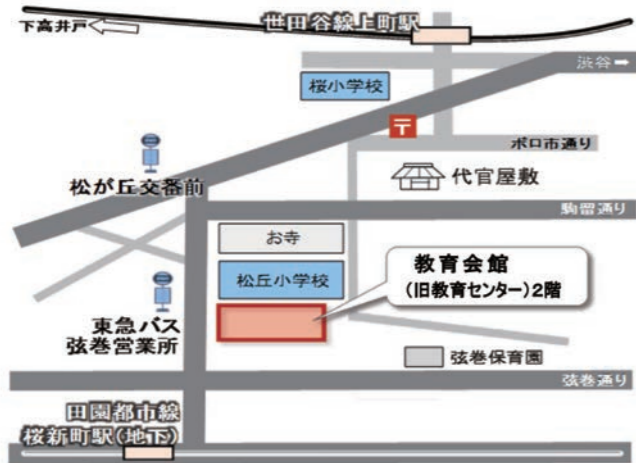 世田谷線上町駅
下高井戸
渋谷➡
桜小学校
〒
ボロ市通り
松が丘交番前
代官屋敷
駒留通り
お寺
教育会館
(旧教育センター)2階
松丘小学校
東急バス
弦巻営業所
弦巻保育園
弦巻通り
田園都市線
桜新町駅(地下)